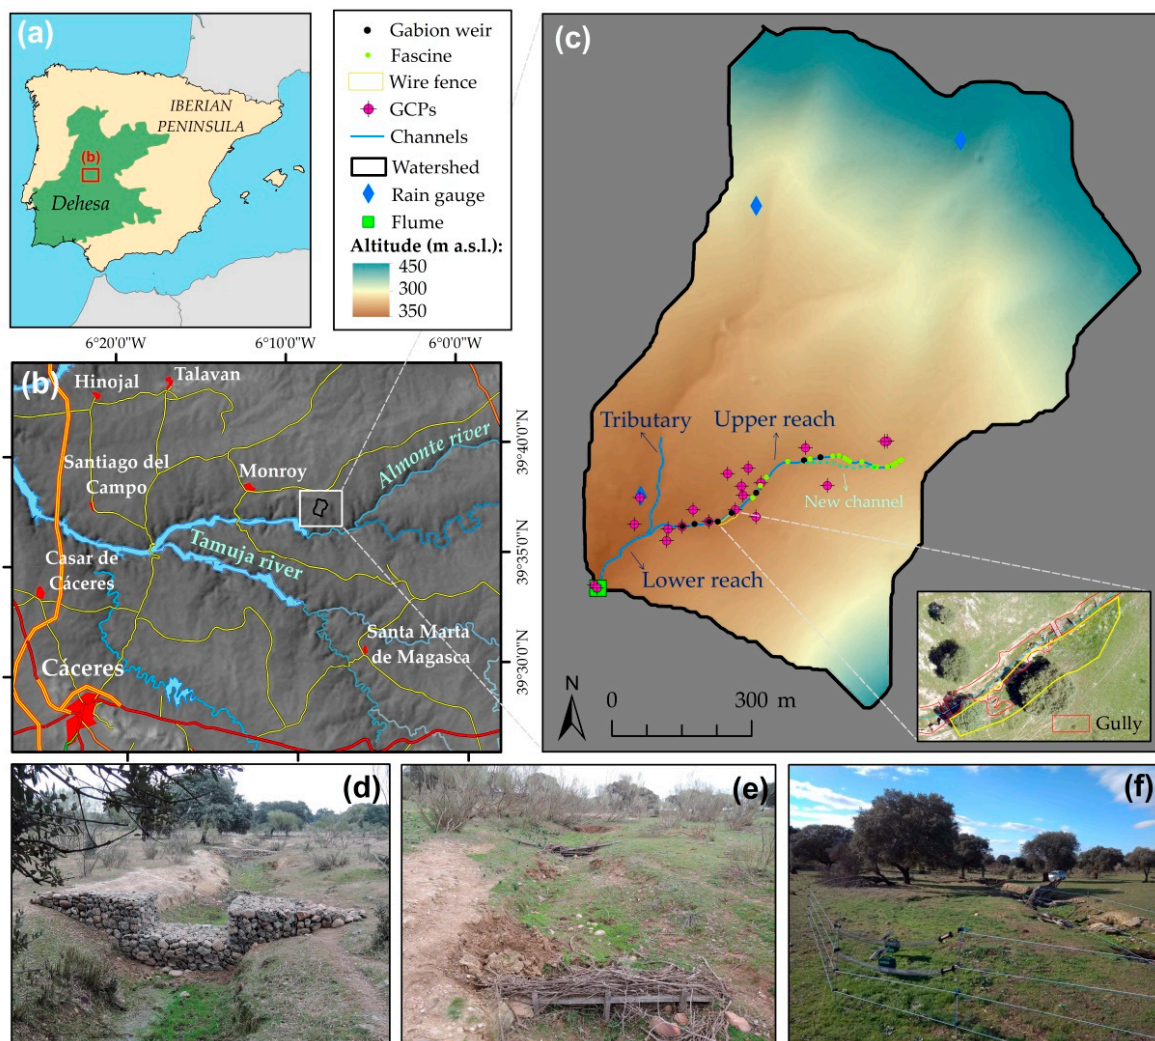 (a)
IBERIAN
PENINSULA
(b)
Dehesa
Gabion weir
Fascine
Wire fence
GCPs
Channels
Watershed
Rain gauge
Flume
Altitude (m a.s.l.):
450
300
350
(c)
Tributary
Upper reach
New channel
Lower reach
N
0
300 m
Gully
6°20'0"W
6°10'0"W
6°0'0"W
(b)
Hinojal
Talavan
Santiago del
Campo
Monroy
Almonte river
Casar de
Cáceres
Tamuja river
Santa Marta
de Magasca
Cáceres
39°40'0"N
39°35'0"N
39°30'0"N
(d)
(e)
(f)